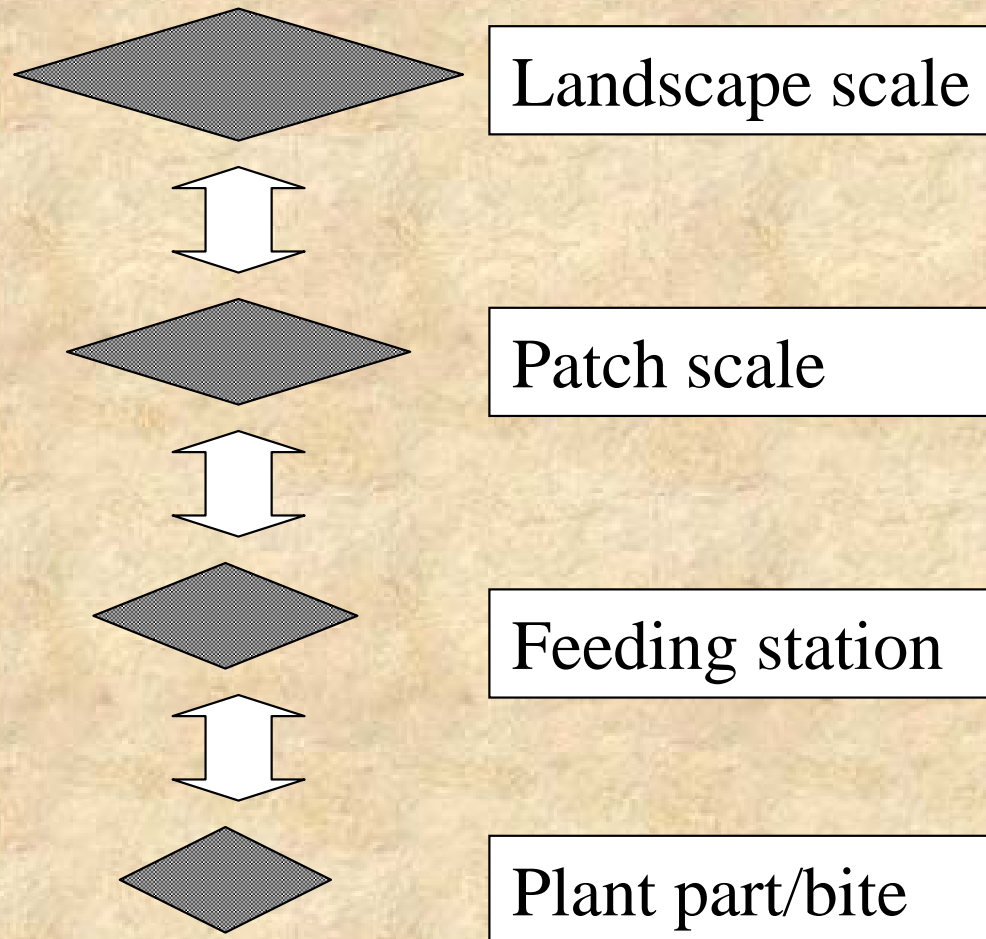 Landscape scale
Patch scale
Feeding station
Plant part/bite